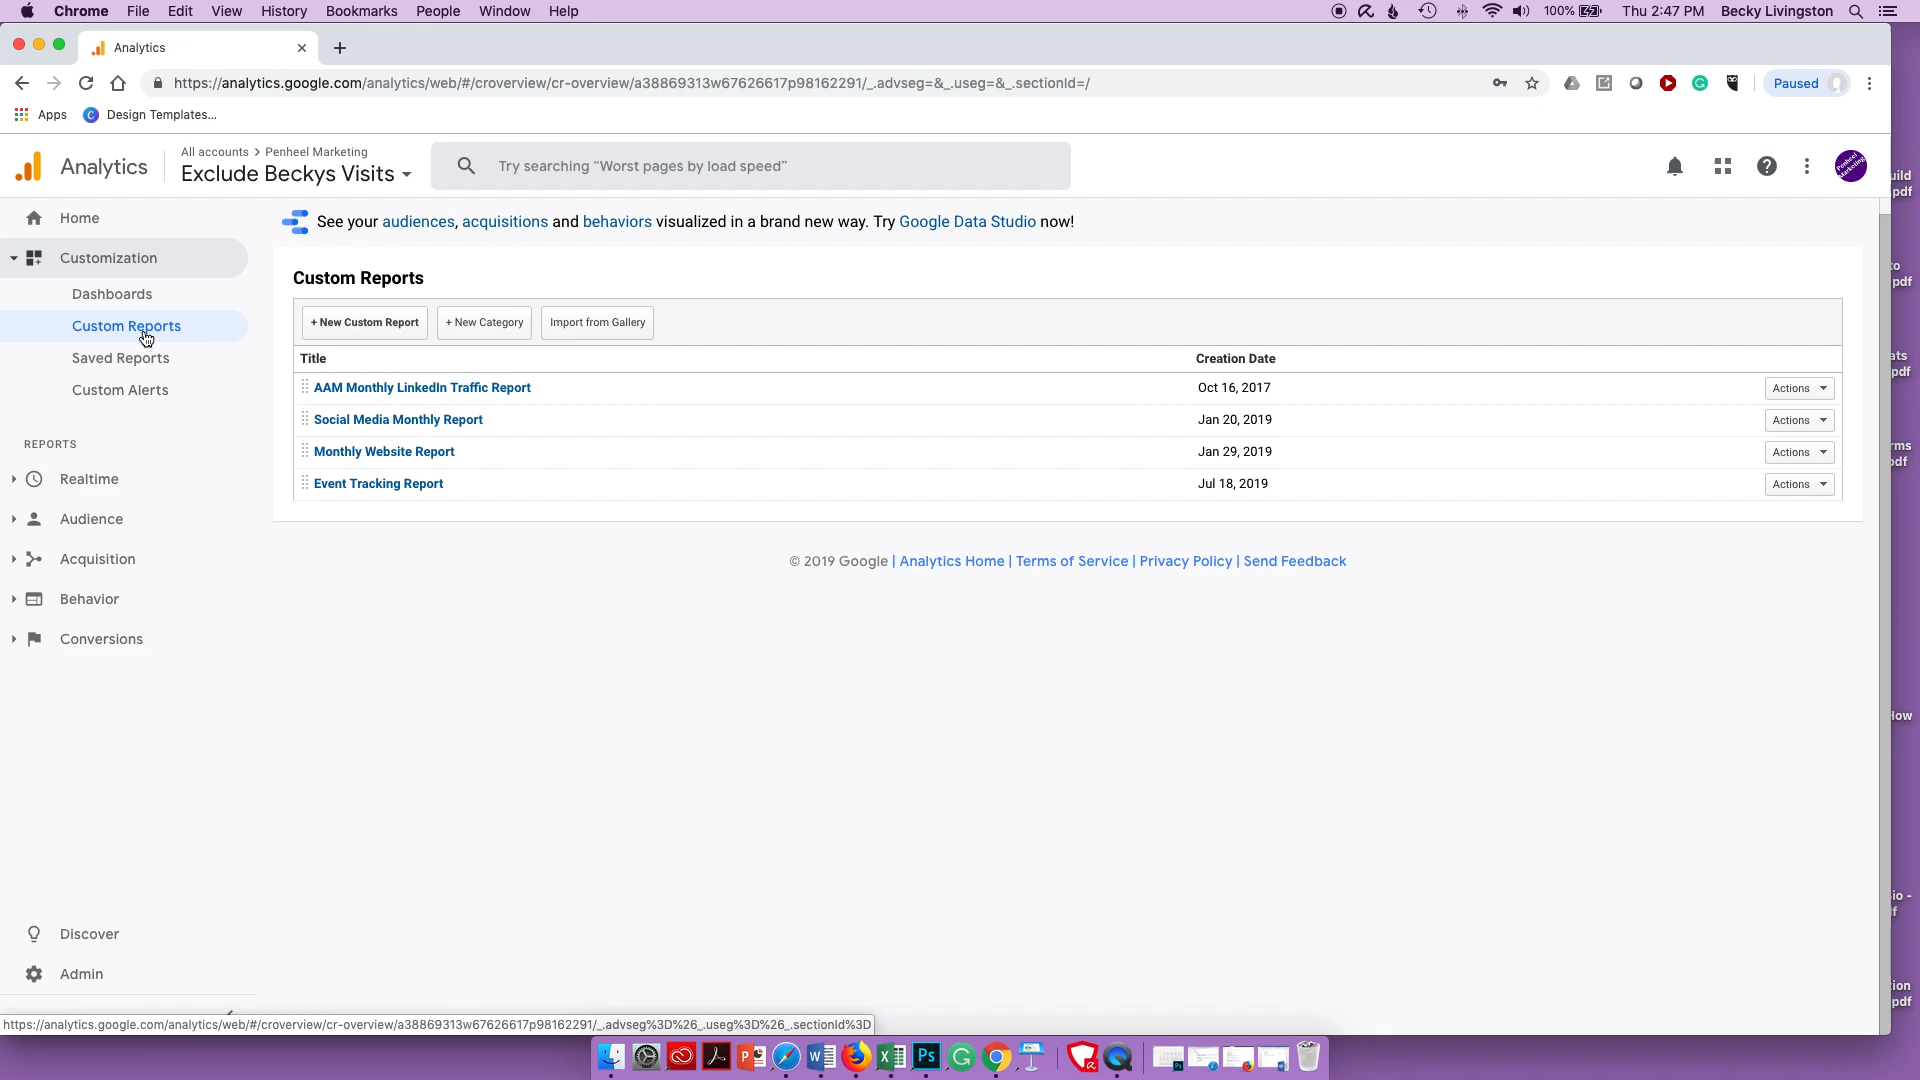 Chrome File Edit View History Bookmarks People Window Help 100% Thu 2:47 PM Becky Livingston
Analytics
https://analytics.google.com/analytics/web/#/croverview/cr-overview/a38869313w67626617p98162291/_.advseg=&_.useg=&_.sectionId=/ Paused
Apps Design Templates...
Analytics
All accounts > Penheel Marketing
Exclude Beckys Visits
Try searching “Worst pages by load speed”
Penheel Marketing
Home
Customization
Dashboards
Custom Reports
Saved Reports
Custom Alerts
REPORTS
Realtime
Audience
Acquisition
Behavior
Conversions
Discover
Admin
See your audiences, acquisitions and behaviors visualized in a brand new way. Try Google Data Studio now!
Custom Reports
+ New Custom Report + New Category Import from Gallery
Title Creation Date
AAM Monthly LinkedIn Traffic Report Oct 16, 2017 Actions
Social Media Monthly Report Jan 20, 2019 Actions
Monthly Website Report Jan 29, 2019 Actions
Event Tracking Report Jul 18, 2019 Actions
© 2019 Google | Analytics Home | Terms of Service | Privacy Policy | Send Feedback
https://analytics.google.com/analytics/web/#/croverview/cr-overview/a38869313w67626617p98162291/_.advseg%3D%26_.useg%3D%26_.sectionId%3D